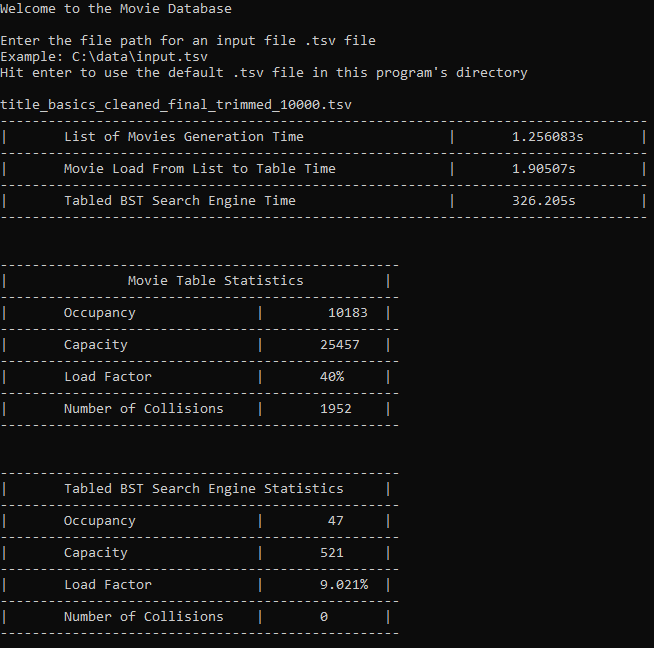 Welcome to the Movie Database
Enter the file path for an input file .tsv file
Example: C:\data\input.tsv
Hit enter to use the default .tsv file in this program's directory
title_basics_cleaned_final_trimmed_10000.tsv
---------------------------------------------------------------------------------
| List of Movies Generation Time | 1.256083s |
---------------------------------------------------------------------------------
| Movie Load From List to Table Time | 1.90507s |
---------------------------------------------------------------------------------
| Tabled BST Search Engine Time | 326.205s |
---------------------------------------------------------------------------------
--------------------------------------------------
| Movie Table Statistics |
--------------------------------------------------
| Occupancy | 10183 |
--------------------------------------------------
| Capacity | 25457 |
--------------------------------------------------
| Load Factor | 40% |
--------------------------------------------------
| Number of Collisions | 1952 |
--------------------------------------------------
--------------------------------------------------
| Tabled BST Search Engine Statistics |
--------------------------------------------------
| Occupancy | 47 |
--------------------------------------------------
| Capacity | 521 |
--------------------------------------------------
| Load Factor | 9.021% |
--------------------------------------------------
| Number of Collisions | 0 |
--------------------------------------------------